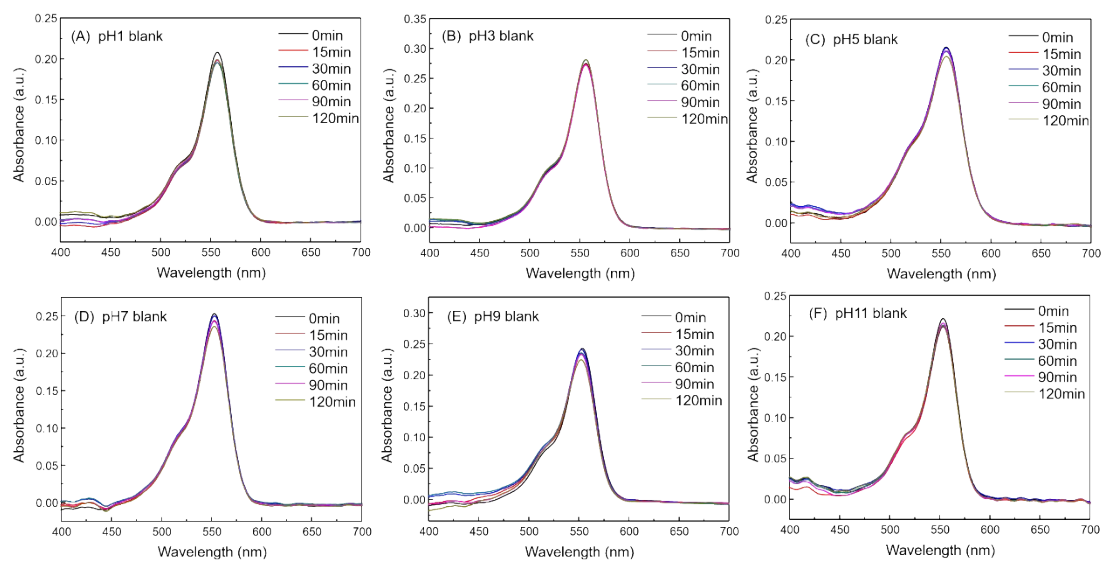 (A) pH1 blank
0min
15min
30min
60min
90min
120min
Absorbance (a.u.)
0.25
0.20
0.15
0.10
0.05
0.00
400 450 500 550 600 650 700
Wavelength (nm)
(B) pH3 blank
0min
15min
30min
60min
90min
120min
Absorbance (a.u.)
0.35
0.30
0.25
0.20
0.15
0.10
0.05
0.00
400 450 500 550 600 650 700
Wavelength (nm)
(C) pH5 blank
0min
15min
30min
60min
90min
120min
Absorbance (a.u.)
0.25
0.20
0.15
0.10
0.05
0.00
400 450 500 550 600 650 700
Wavelength (nm)
(D) pH7 blank
0min
15min
30min
60min
90min
120min
Absorbance (a.u.)
0.25
0.20
0.15
0.10
0.05
0.00
400 450 500 550 600 650 700
Wavelength (nm)
(E) pH9 blank
0min
15min
30min
60min
90min
120min
Absorbance (a.u.)
0.30
0.25
0.20
0.15
0.10
0.05
0.00
400 450 500 550 600 650 700
Wavelength (nm)
(F) pH11 blank
0min
15min
30min
60min
90min
120min
Absorbance (a.u.)
0.25
0.20
0.15
0.10
0.05
0.00
400 450 500 550 600 650 700
Wavelength (nm)